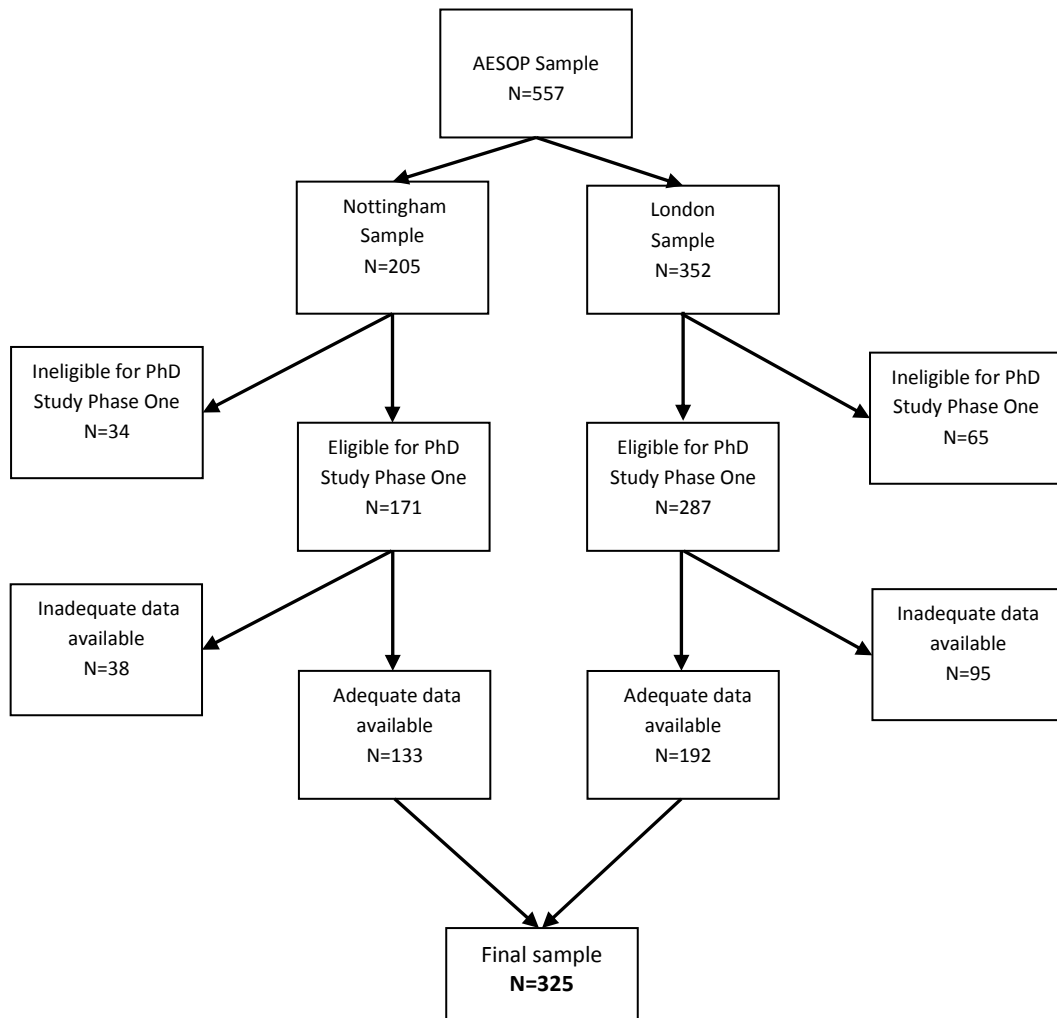 AESOP Sample
N=557
Nottingham
Sample
N=205
London
Sample
N=352
Ineligible for PhD
Study Phase One
N=34
Eligible for PhD
Study Phase One
N=171
Eligible for PhD
Study Phase One
N=287
Ineligible for PhD
Study Phase One
N=65
Inadequate data
available
N=38
Adequate data
available
N=133
Adequate data
available
N=192
Inadequate data
available
N=95
Final sample
N=325